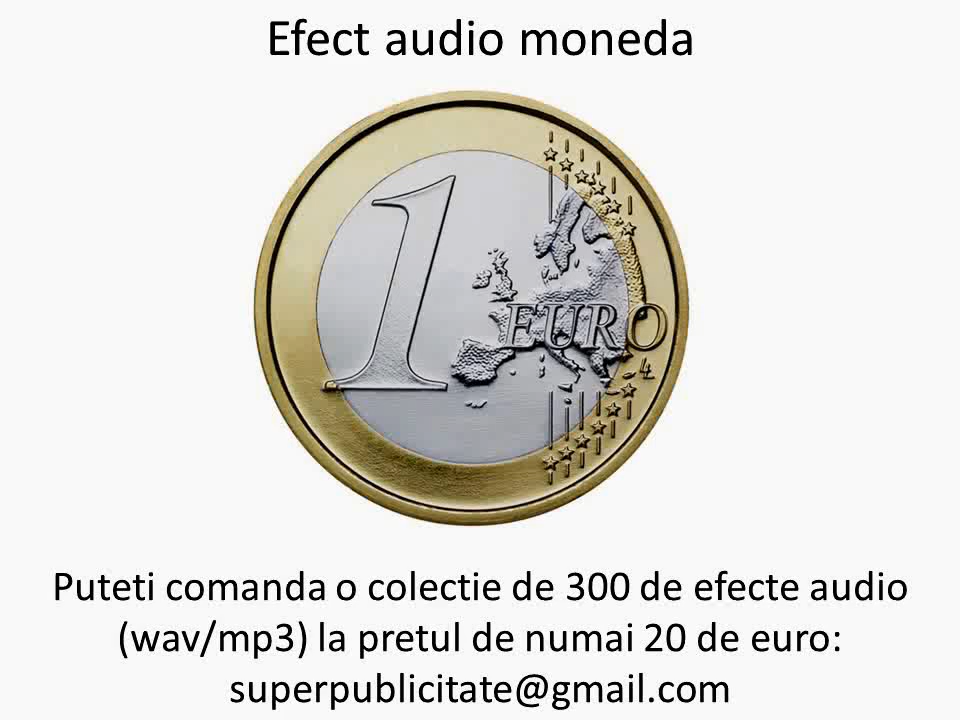 Efect audio moneda
1
EURO
Puteti comanda o colectie de 300 de efecte audio
(wav/mp3) la pretul de numai 20 de euro:
superpublicitate@gmail.com